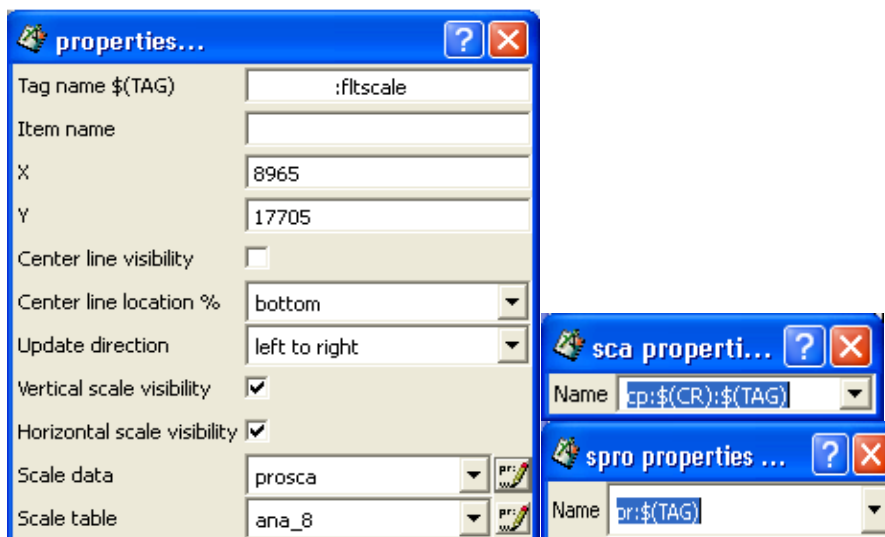 properties...
Tag name $(TAG) :fltscale
Item name
X 8965
Y 17705
Center line visibility
Center line location % bottom
Update direction left to right
Vertical scale visibility
Horizontal scale visibility
Scale data prosca
Scale table ana_8
sca properti...
Name cp:$(CR):$(TAG)
spro properties ...
Name pr:$(TAG)